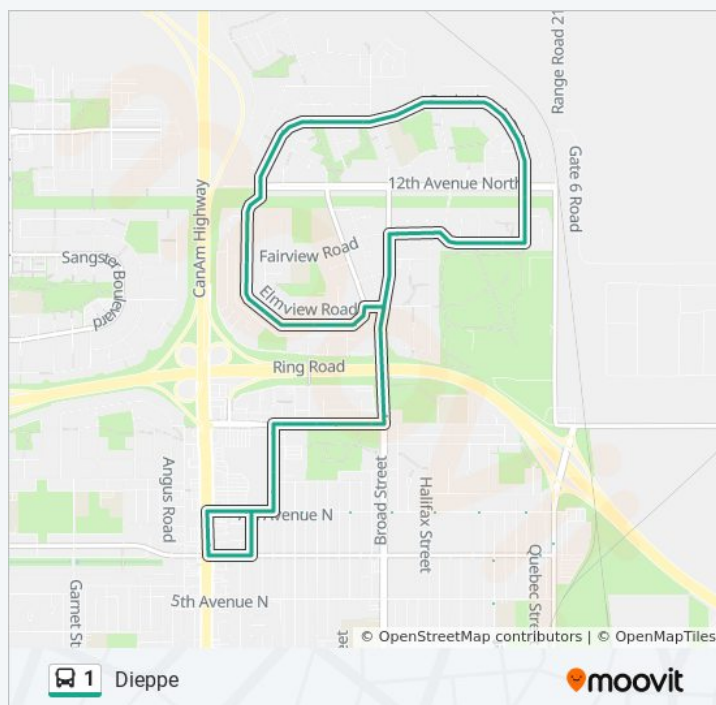 Range Road 21
12th Avenue North
Gate 6 Road
CanAm Highway
Fairview Road
Sangster Boulevard
Elmview Road
Ring Road
Angus Road
Broad Street
Halifax Street
Avenue N
Quebec Stre
5th Avenue N
Garnet St
© OpenStreetMap contributors | © OpenMapTiles
1 Dieppe
moovit